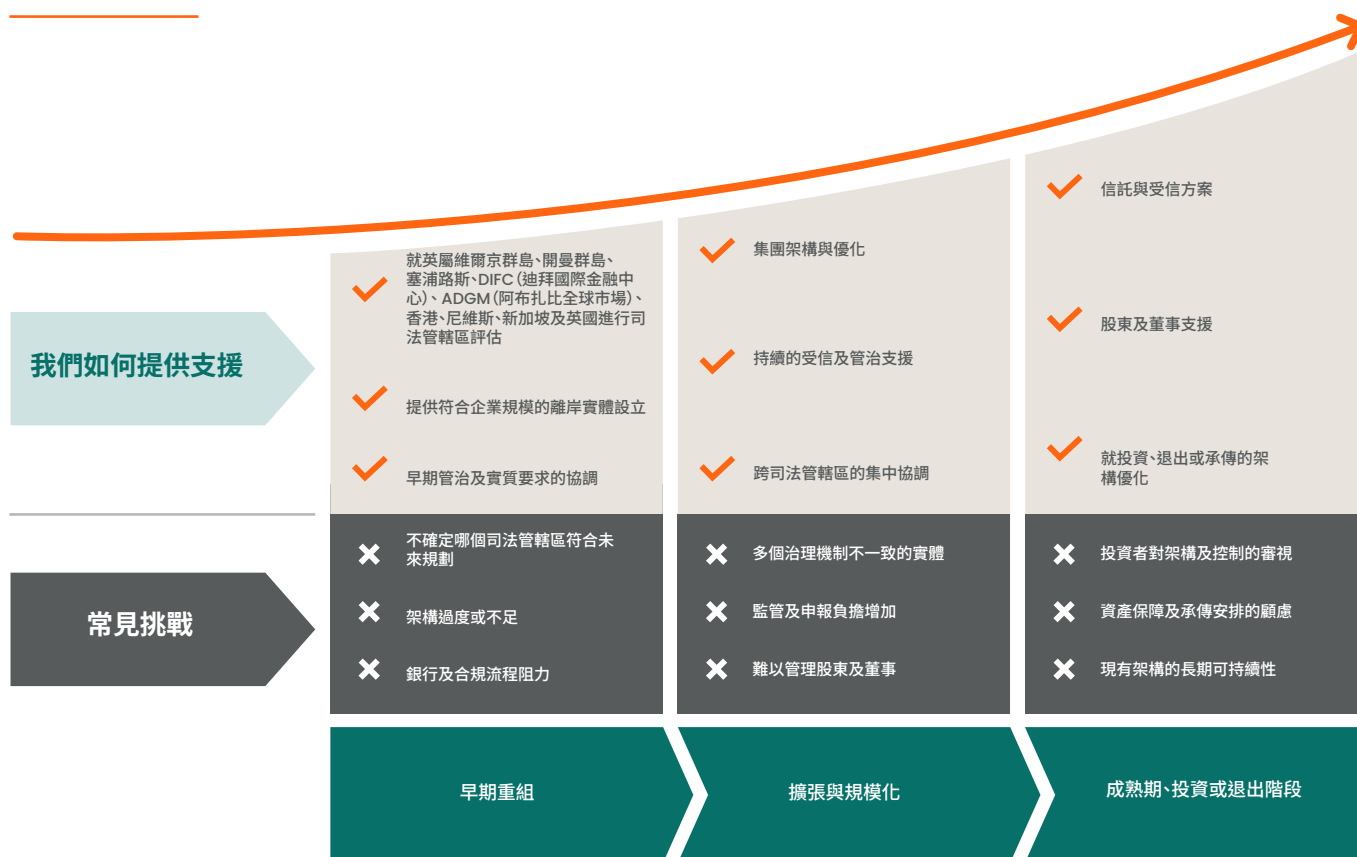 我們如何提供支援
就英屬維爾京群島、開曼群島、
塞浦路斯、DIFC（迪拜國際金融中
心）、ADGM（阿布扎比全球市場）、
香港、尼維斯、新加坡及英國進行司
法管轄區評估
提供符合企業規模的離岸實體設立
早期管治及實質要求的協調
集團架構與優化
持續的受信及管治支援
跨司法管轄區的集中協調
信託與受信方案
股東及董事支援
就投資、退出或承傳的架
構優化
常見挑戰
不確定哪個司法管轄區符合未
來規劃
架構過度或不足
銀行及合規流程阻力
多個治理機制不一致的實體
監管及申報負擔增加
難以管理股東及董事
投資者對架構及控制的審視
資產保障及承傳安排的顧慮
現有架構的長期可持續性
早期重組
擴張與規模化
成熟期、投資或退出階段